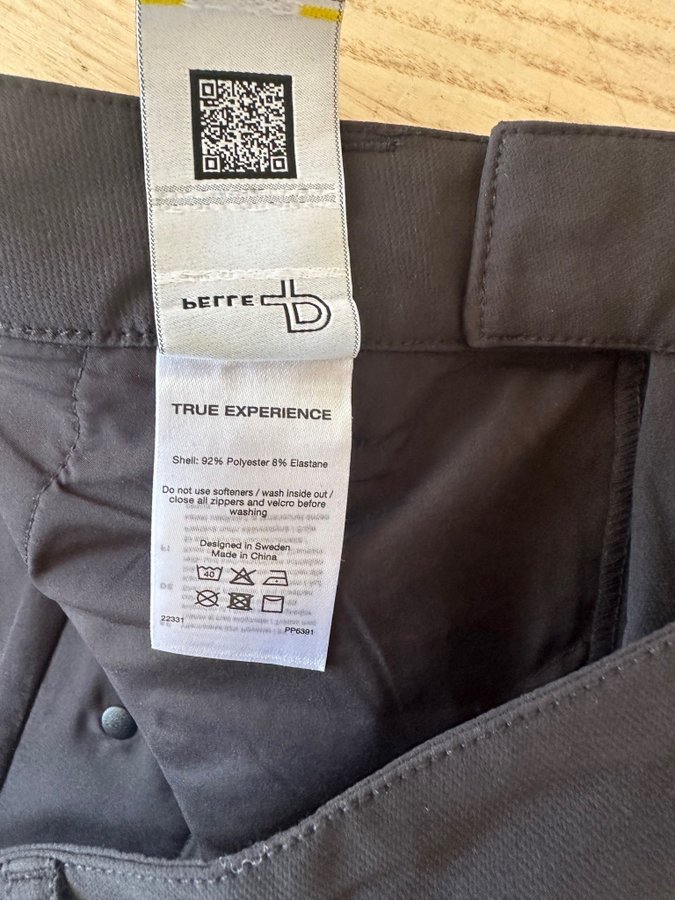 PELLE P
TRUE EXPERIENCE
Shell: 92% Polyester 8% Elastane
Do not use softeners / wash inside out /
close all zippers and velcro before
washing
Designed in Sweden
Made in China
40
22331
PP6391